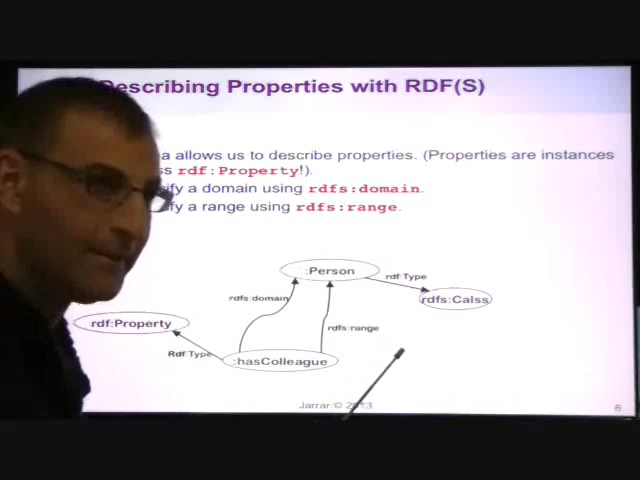 Describing Properties with RDF(S)
a allows us to describe properties. (Properties are instances
rdf:Property!).
a domain using rdfs:domain.
a range using rdfs:range.
:Person
rdf:Type
rdfs:Calss
rdfs:domain
rdfs:range
rdf:Property
Rdf:Type
:hasColleague
Jarrar © 2013
6